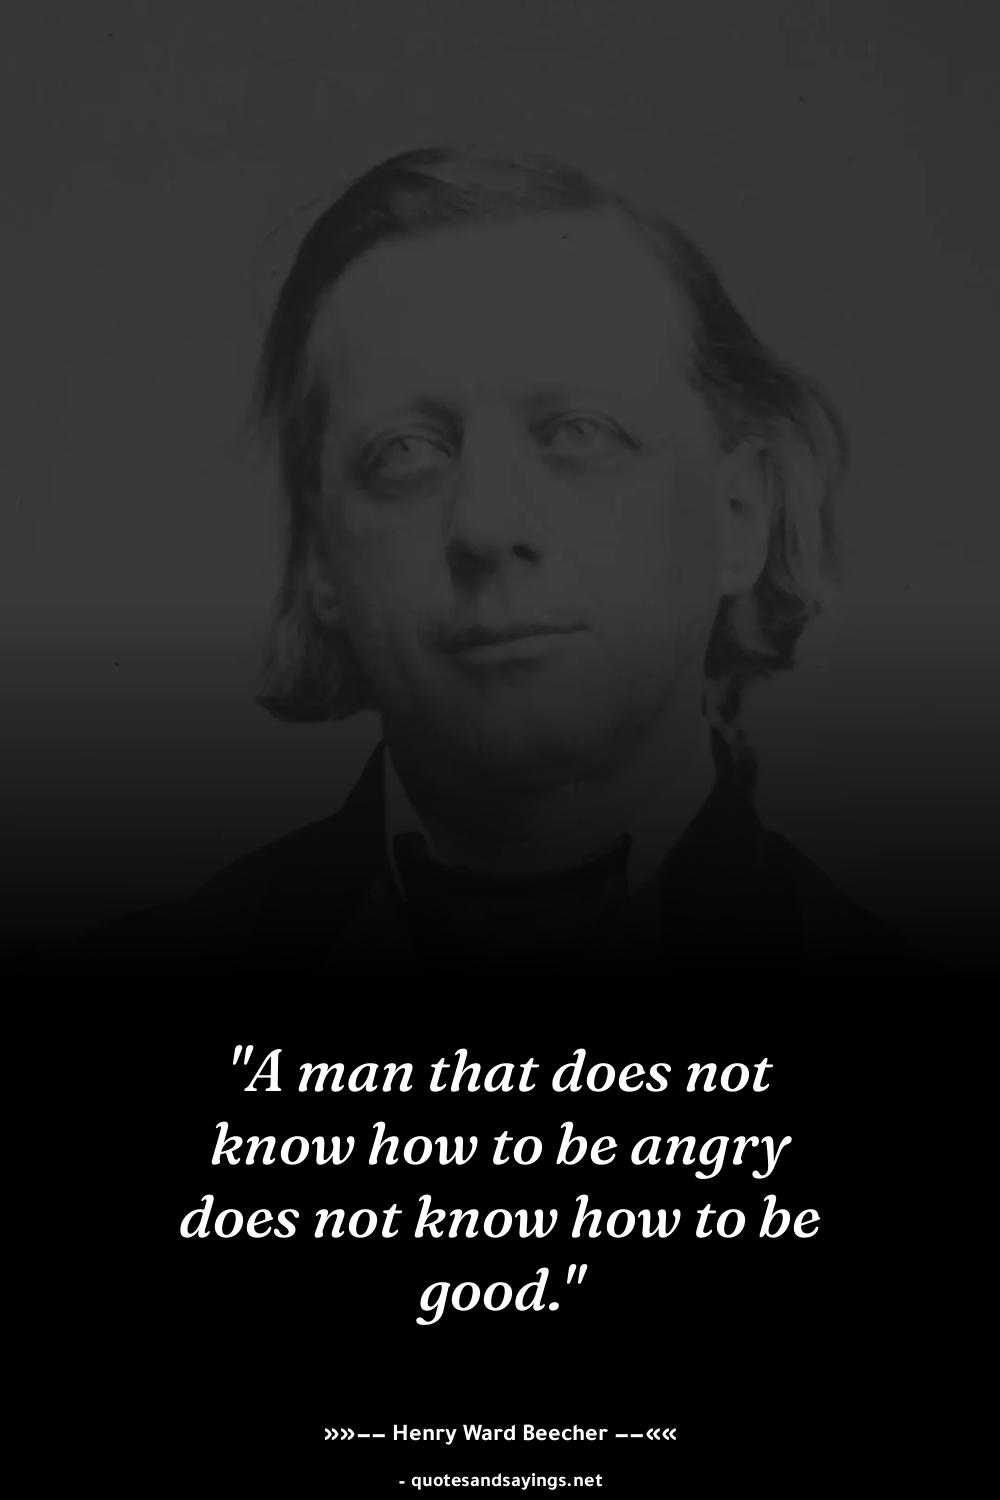 "A man that does not
know how to be angry
does not know how to be
good."
»»–– Henry Ward Beecher ––««
- quotesandsayings.net